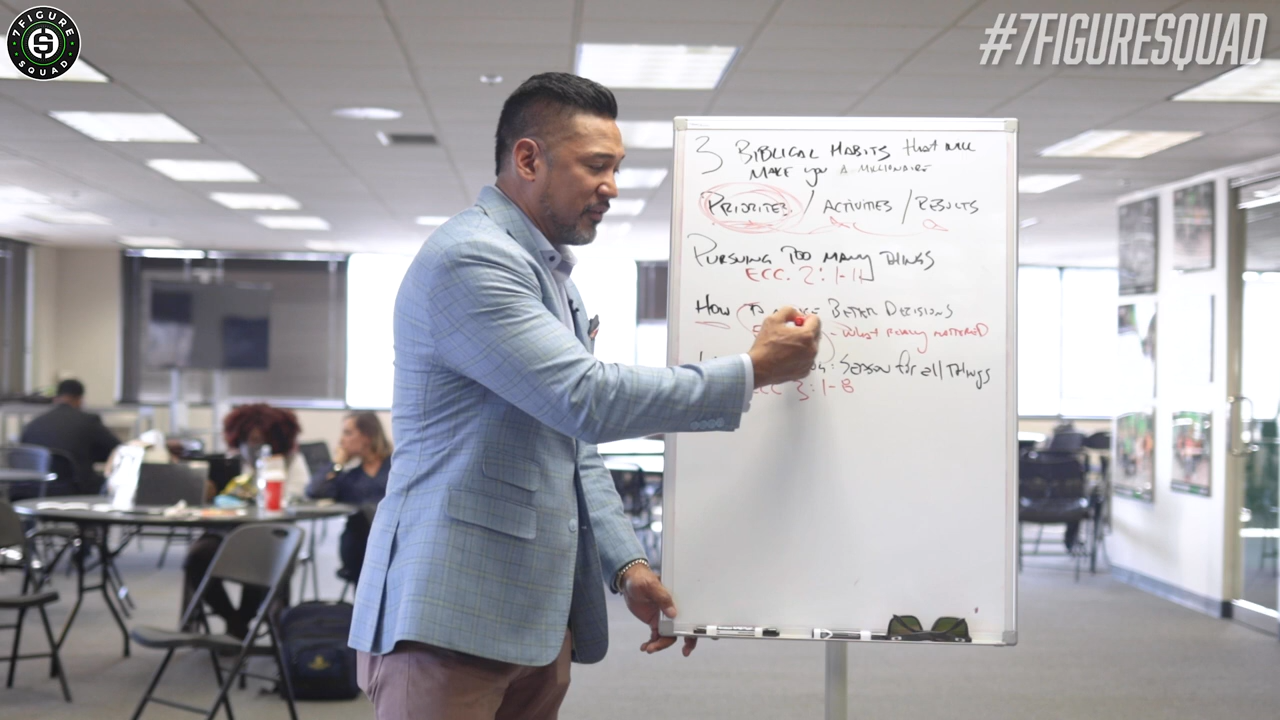 7FIGURE
SQUAD
#7FIGURESQUAD
3 BIBLICAL HABITS that will
MAKE you A MILLIONAIRE
PRIORITIES / ACTIVITIES / RESULTS
PURSUING TOO MANY THINGS
ECC. 2:1-11
How TO BETTER DECISIONS
- What really mattered
: SEASON for all THINGS
3:1-8